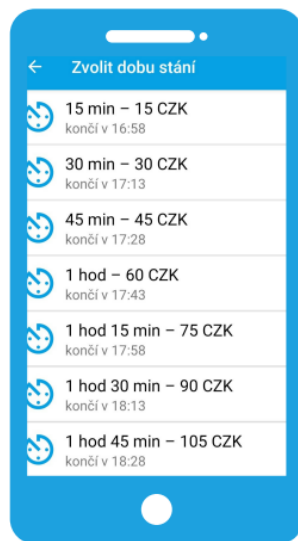 Zvolit dobu stání
15 min – 15 CZK
končí v 16:58
30 min – 30 CZK
končí v 17:13
45 min – 45 CZK
končí v 17:28
1 hod – 60 CZK
končí v 17:43
1 hod 15 min – 75 CZK
končí v 17:58
1 hod 30 min – 90 CZK
končí v 18:13
1 hod 45 min – 105 CZK
končí v 18:28